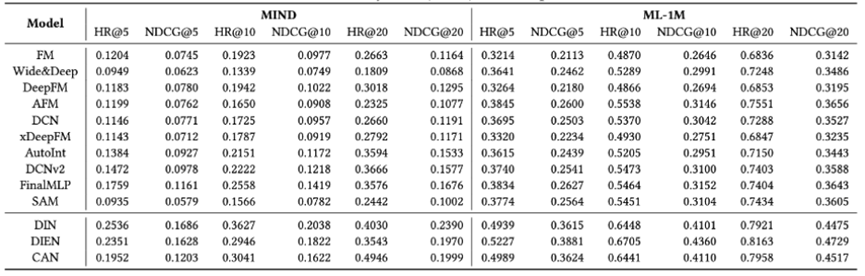 Model MIND ML-1M
HR@5 NDCG@5 HR@10 NDCG@10 HR@20 NDCG@20 HR@5 NDCG@5 HR@10 NDCG@10 HR@20 NDCG@20
FM 0.1204 0.0745 0.1923 0.0977 0.2663 0.1164 0.3214 0.2113 0.4870 0.2646 0.6836 0.3142
Wide&Deep 0.0949 0.0623 0.1339 0.0749 0.1809 0.0868 0.3641 0.2462 0.5289 0.2991 0.7248 0.3486
DeepFM 0.1183 0.0780 0.1942 0.1022 0.3018 0.1295 0.3264 0.2180 0.4866 0.2694 0.6853 0.3195
AFM 0.1199 0.0762 0.1650 0.0908 0.2325 0.1077 0.3845 0.2600 0.5538 0.3146 0.7551 0.3656
DCN 0.1146 0.0771 0.1725 0.0957 0.2660 0.1191 0.3695 0.2503 0.5370 0.3042 0.7288 0.3527
xDeepFM 0.1143 0.0712 0.1787 0.0919 0.2792 0.1171 0.3320 0.2234 0.4930 0.2751 0.6847 0.3235
AutoInt 0.1384 0.0927 0.2151 0.1172 0.3594 0.1533 0.3615 0.2439 0.5205 0.2951 0.7150 0.3443
DCNv2 0.1472 0.0978 0.2222 0.1218 0.3666 0.1577 0.3740 0.2541 0.5473 0.3100 0.7403 0.3588
FinalMLP 0.1759 0.1161 0.2558 0.1419 0.3576 0.1676 0.3834 0.2627 0.5464 0.3152 0.7404 0.3643
SAM 0.0935 0.0579 0.1566 0.0782 0.2442 0.1002 0.3774 0.2564 0.5451 0.3104 0.7434 0.3605
DIN 0.2536 0.1686 0.3627 0.2038 0.4030 0.2390 0.4939 0.3615 0.6448 0.4101 0.7921 0.4475
DIEN 0.2351 0.1628 0.2946 0.1822 0.3543 0.1970 0.5227 0.3881 0.6705 0.4360 0.8163 0.4729
CAN 0.1952 0.1203 0.3041 0.1622 0.4946 0.1999 0.4989 0.3624 0.6441 0.4110 0.7958 0.4517